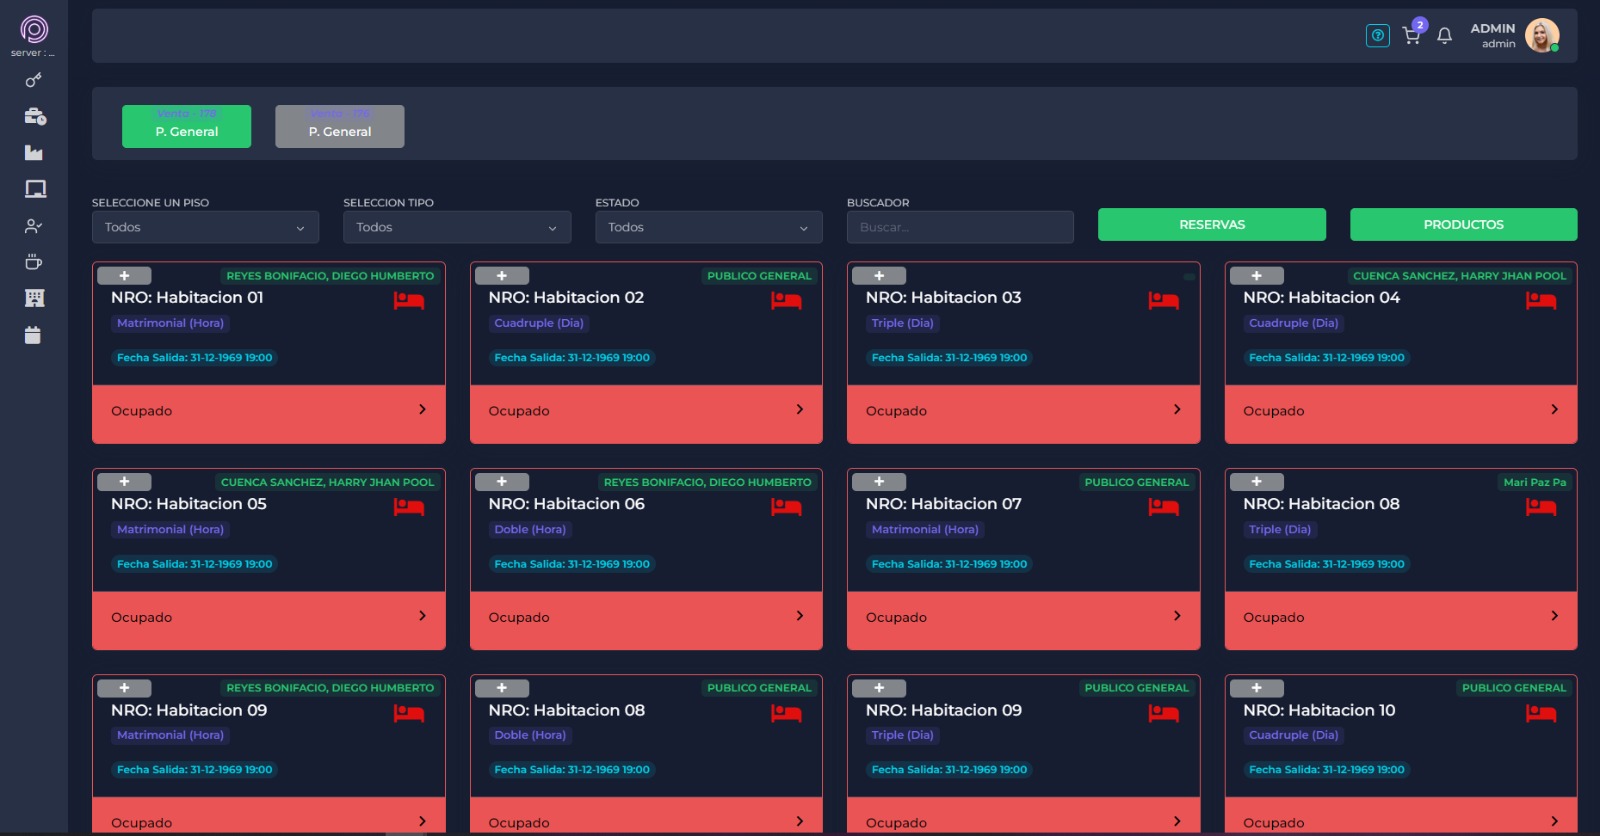 server : ...
2
ADMIN
admin
Venta - 178
P. General
P. General
SELECCIONE UN PISO
SELECCION TIPO
ESTADO
BUSCADOR
Todos
Todos
Todos
Buscar...
RESERVAS
PRODUCTOS
REYES BONIFACIO, DIEGO HUMBERTO
NRO: Habitacion 01
Matrimonial (Hora)
Fecha Salida: 31-12-1969 19:00
Ocupado
PUBLICO GENERAL
NRO: Habitacion 02
Cuadruple (Dia)
Fecha Salida: 31-12-1969 19:00
Ocupado
NRO: Habitacion 03
Triple (Dia)
Fecha Salida: 31-12-1969 19:00
Ocupado
CUENCA SANCHEZ, HARRY JHAN POOL
NRO: Habitacion 04
Cuadruple (Dia)
Fecha Salida: 31-12-1969 19:00
Ocupado
CUENCA SANCHEZ, HARRY JHAN POOL
NRO: Habitacion 05
Matrimonial (Hora)
Fecha Salida: 31-12-1969 19:00
Ocupado
REYES BONIFACIO, DIEGO HUMBERTO
NRO: Habitacion 06
Doble (Hora)
Fecha Salida: 31-12-1969 19:00
Ocupado
PUBLICO GENERAL
NRO: Habitacion 07
Matrimonial (Hora)
Fecha Salida: 31-12-1969 19:00
Ocupado
Mari Paz Pa
NRO: Habitacion 08
Triple (Dia)
Fecha Salida: 31-12-1969 19:00
Ocupado
REYES BONIFACIO, DIEGO HUMBERTO
NRO: Habitacion 09
Matrimonial (Hora)
Fecha Salida: 31-12-1969 19:00
Ocupado
PUBLICO GENERAL
NRO: Habitacion 08
Doble (Hora)
Fecha Salida: 31-12-1969 19:00
Ocupado
PUBLICO GENERAL
NRO: Habitacion 09
Triple (Dia)
Fecha Salida: 31-12-1969 19:00
Ocupado
PUBLICO GENERAL
NRO: Habitacion 10
Cuadruple (Dia)
Fecha Salida: 31-12-1969 19:00
Ocupado